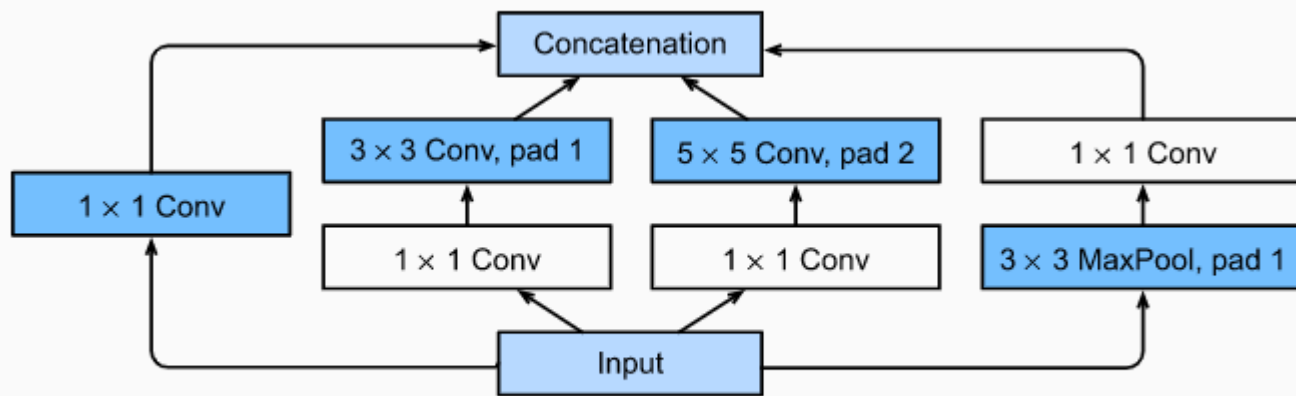 Concatenation
3 × 3 Conv, pad 1
5 × 5 Conv, pad 2
1 × 1 Conv
1 × 1 Conv
1 × 1 Conv
1 × 1 Conv
3 × 3 MaxPool, pad 1
Input